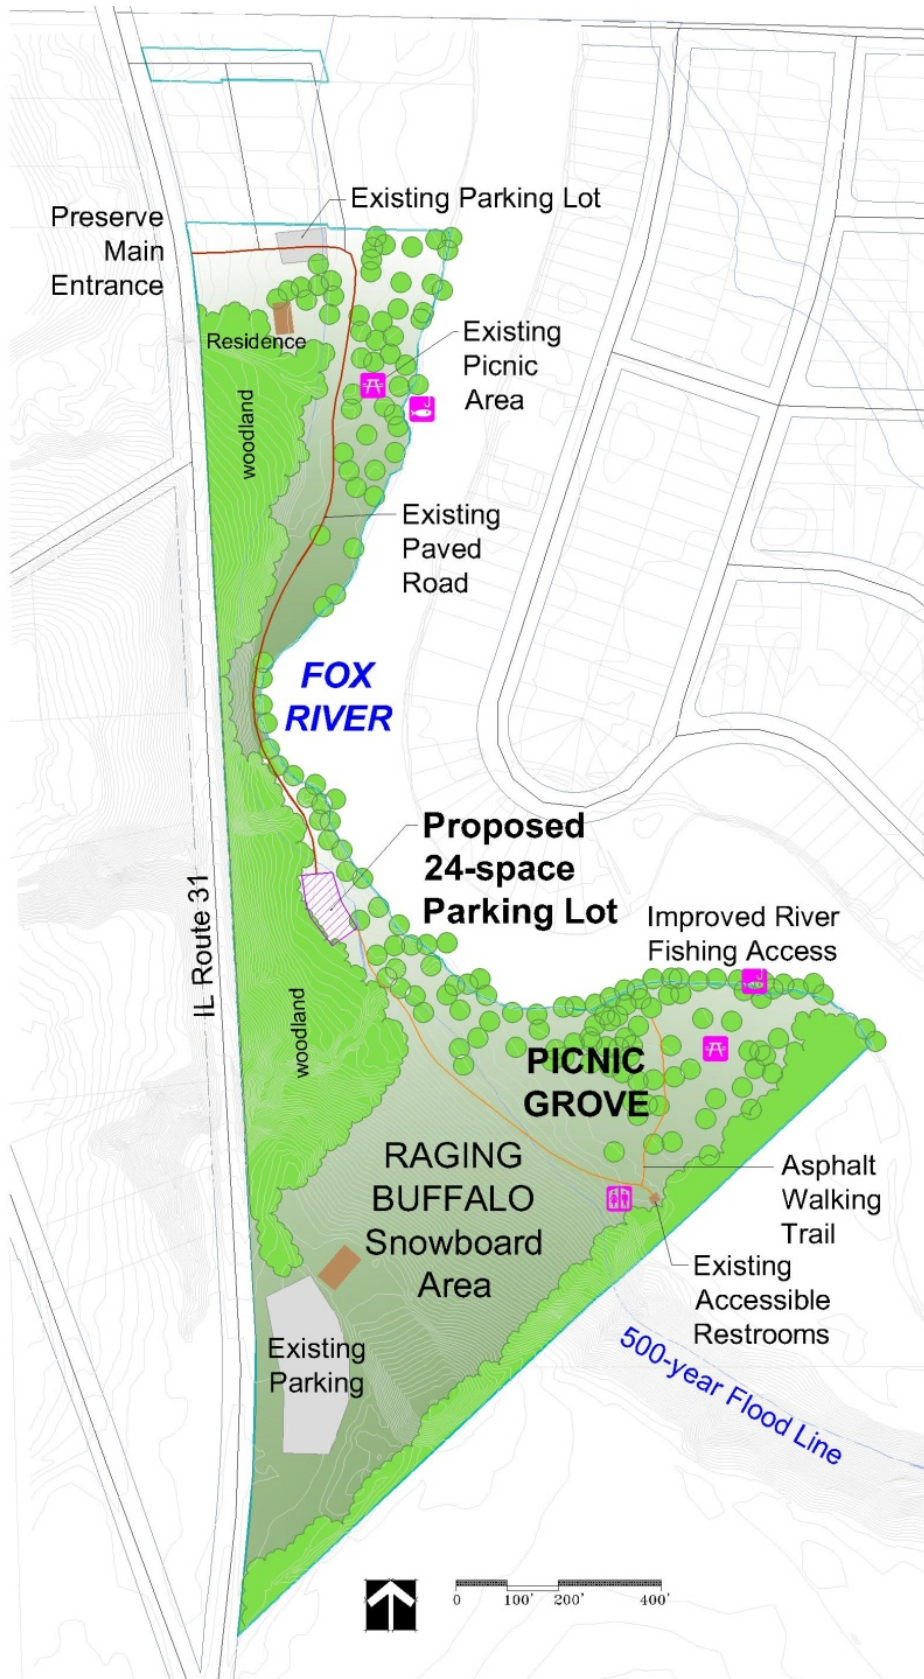 Existing Parking Lot
Preserve
Main
Entrance
Residence
Existing
Picnic
Area
woodland
Existing
Paved
Road
FOX
RIVER
Proposed
24-space
Parking Lot
Improved River
Fishing Access
IL Route 31
woodland
PICNIC
GROVE
RAGING
BUFFALO
Snowboard
Area
Asphalt
Walking
Trail
Existing
Accessible
Restrooms
Existing
Parking
500-year Flood Line
0 100' 200' 400'